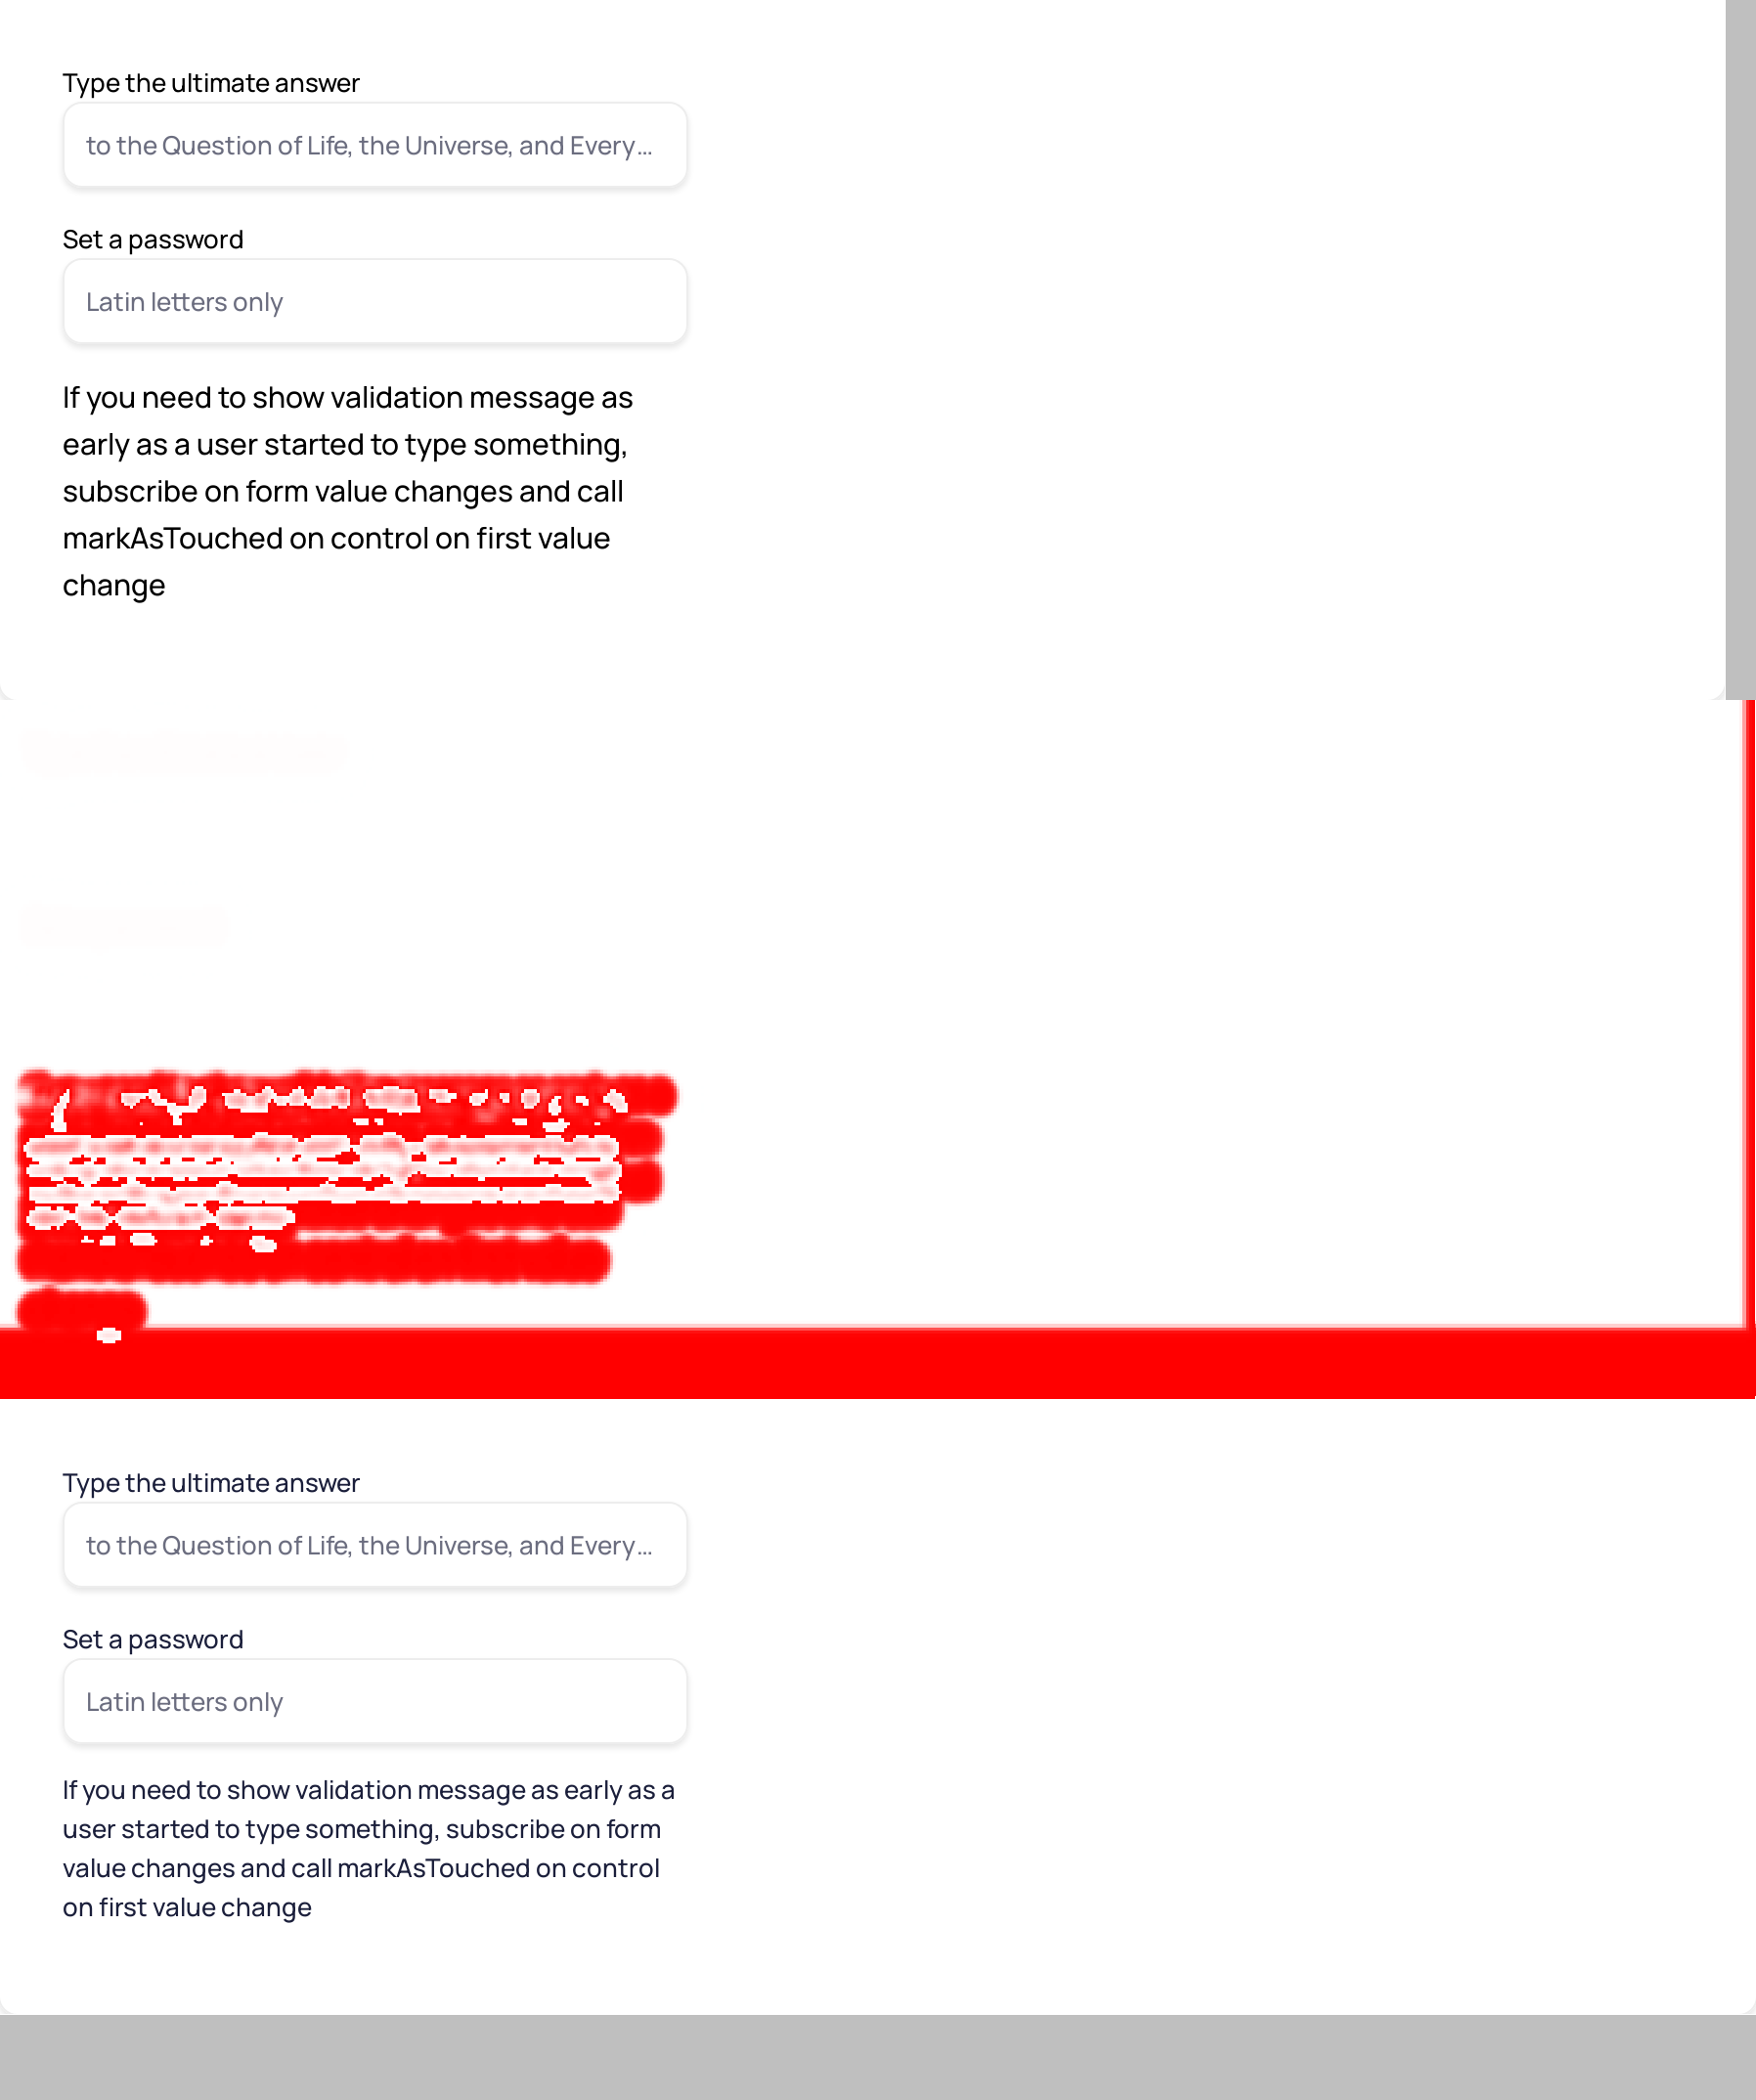 Type the ultimate answer
to the Question of Life, the Universe, and Every...
Set a password
Latin letters only
If you need to show validation message as
early as a user started to type something,
subscribe on form value changes and call
markAsTouched on control on first value
change
Type the ultimate answer
to the Question of Life, the Universe, and Every...
Set a password
Latin letters only
If you need to show validation message as early as a
user started to type something, subscribe on form
value changes and call markAsTouched on control
on first value change